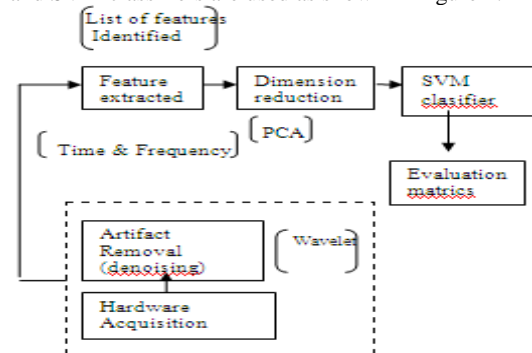 List of features
Identified
Feature
extracted
Dimension
reduction
SVM
clasifier
Time & Frequency
PCA
Evaluation
matrics
Artifact
Removal
(denoising)
Wavelet
Hardware
Acquisition